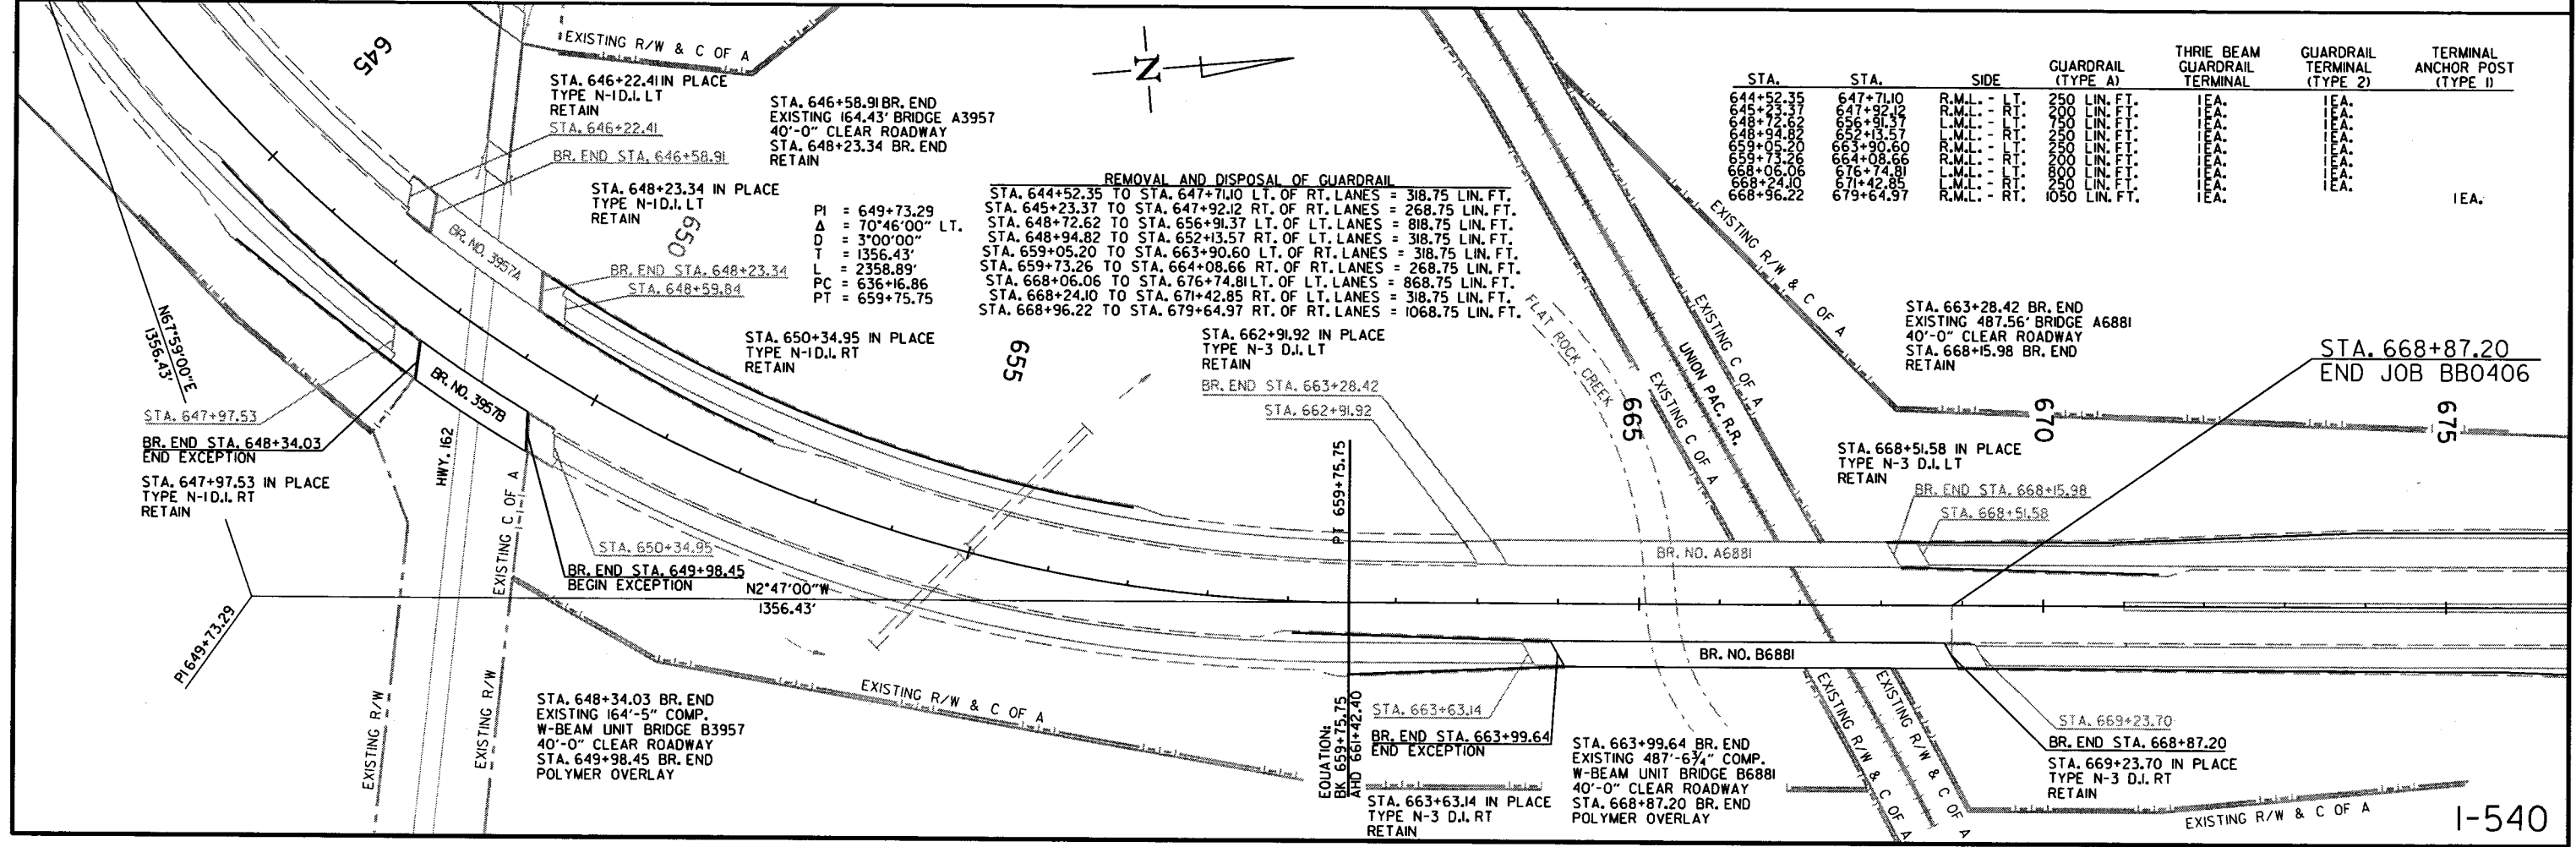 645
EXISTING R/W & C OF A
STA. 646+22.41 IN PLACE
TYPE N-1 D.I. LT
RETAIN
STA. 646+22.41
BR. END STA. 646+58.91
STA. 646+58.91 BR. END
EXISTING 164.43' BRIDGE A3957
40'-0" CLEAR ROADWAY
STA. 648+23.34 BR. END
RETAIN
N
STA. STA. SIDE GUARDRAIL (TYPE A) THRIE BEAM GUARDRAIL TERMINAL GUARDRAIL TERMINAL (TYPE 2) TERMINAL ANCHOR POST (TYPE 1)
644+52.35 647+71.10 R.M.L. - LT. 250 LIN. FT. 1 EA. 1 EA.
645+23.37 647+92.12 R.M.L. - RT. 200 LIN. FT. 1 EA. 1 EA.
648+72.62 656+91.37 L.M.L. - LT. 750 LIN. FT. 1 EA. 1 EA.
648+94.82 652+13.57 L.M.L. - RT. 250 LIN. FT. 1 EA. 1 EA.
659+05.20 663+90.60 R.M.L. - LT. 250 LIN. FT. 1 EA. 1 EA.
659+73.26 664+08.66 R.M.L. - RT. 200 LIN. FT. 1 EA. 1 EA.
668+06.06 676+74.81 L.M.L. - LT. 800 LIN. FT. 1 EA. 1 EA.
668+24.10 671+42.85 L.M.L. - RT. 250 LIN. FT. 1 EA. 1 EA.
668+96.22 679+64.97 R.M.L. - RT. 1050 LIN. FT. 1 EA. 1 EA.
STA. 648+23.34 IN PLACE
TYPE N-1 D.I. LT
RETAIN
650
BR. NO. 3957A
BR. END STA. 648+23.34
STA. 648+59.84
PI = 649+73.29
Δ = 70°46'00" LT.
D = 3°00'00"
T = 1356.43'
L = 2358.89'
PC = 636+16.86
PT = 659+75.75
REMOVAL AND DISPOSAL OF GUARDRAIL
STA. 644+52.35 TO STA. 647+71.10 LT. OF RT. LANES = 318.75 LIN. FT.
STA. 645+23.37 TO STA. 647+92.12 RT. OF RT. LANES = 268.75 LIN. FT.
STA. 648+72.62 TO STA. 656+91.37 LT. OF LT. LANES = 818.75 LIN. FT.
STA. 648+94.82 TO STA. 652+13.57 RT. OF LT. LANES = 318.75 LIN. FT.
STA. 659+05.20 TO STA. 663+90.60 LT. OF RT. LANES = 318.75 LIN. FT.
STA. 659+73.26 TO STA. 664+08.66 RT. OF RT. LANES = 268.75 LIN. FT.
STA. 668+06.06 TO STA. 676+74.81 LT. OF LT. LANES = 868.75 LIN. FT.
STA. 668+24.10 TO STA. 671+42.85 RT. OF LT. LANES = 318.75 LIN. FT.
STA. 668+96.22 TO STA. 679+64.97 RT. OF RT. LANES = 1068.75 LIN. FT.
EXISTING R/W & C OF A
N67°59'00"E
1356.43'
STA. 650+34.95 IN PLACE
TYPE N-1 D.I. RT
RETAIN
655
STA. 662+91.92 IN PLACE
TYPE N-3 D.I. LT
RETAIN
BR. END STA. 663+28.42
STA. 662+91.92
FLAT ROCK CREEK
665
EXISTING C OF A
UNION PAC. R.R.
EXISTING C OF A
STA. 663+28.42 BR. END
EXISTING 487.56' BRIDGE A6881
40'-0" CLEAR ROADWAY
STA. 668+15.98 BR. END
RETAIN
STA. 668+87.20
END JOB BB0406
670
675
STA. 647+97.53
BR. END STA. 648+34.03
END EXCEPTION
STA. 647+97.53 IN PLACE
TYPE N-1 D.I. RT
RETAIN
BR. NO. 3957B
HWY. 162
EXISTING C OF A
STA. 650+34.95
BR. END STA. 649+98.45
BEGIN EXCEPTION
N2°47'00"W
1356.43'
PT 659+75.75
STA. 668+51.58 IN PLACE
TYPE N-3 D.I. LT
RETAIN
BR. END STA. 668+15.98
STA. 668+51.58
BR. NO. A6881
PI 649+73.29
EXISTING R/W
EXISTING R/W
STA. 648+34.03 BR. END
EXISTING 164'-5" COMP.
W-BEAM UNIT BRIDGE B3957
40'-0" CLEAR ROADWAY
STA. 649+98.45 BR. END
POLYMER OVERLAY
EXISTING R/W & C OF A
EQUATION:
BK 659+75.75
AHD 661+42.40
STA. 663+63.14
BR. END STA. 663+99.64
END EXCEPTION
STA. 663+63.14 IN PLACE
TYPE N-3 D.I. RT
RETAIN
BR. NO. B6881
STA. 663+99.64 BR. END
EXISTING 487'-6¾" COMP.
W-BEAM UNIT BRIDGE B6881
40'-0" CLEAR ROADWAY
STA. 668+87.20 BR. END
POLYMER OVERLAY
EXISTING R/W & C OF A
EXISTING R/W & C OF A
STA. 669+23.70
BR. END STA. 668+87.20
STA. 669+23.70 IN PLACE
TYPE N-3 D.I. RT
RETAIN
EXISTING R/W & C OF A
I-540